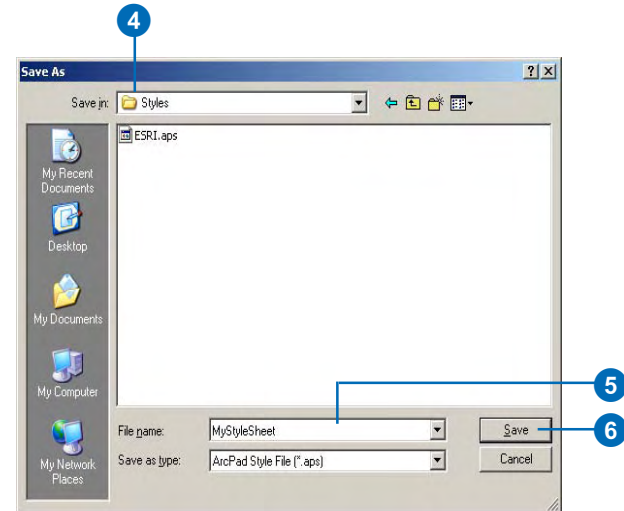 4
Save As
Save in:
Styles
ESRI.aps
My Recent
Documents
Desktop
My Documents
My Computer
My Network
Places
File name:
MyStyleSheet
Save
Save as type:
ArcPad Style File (*.aps)
Cancel
5
6